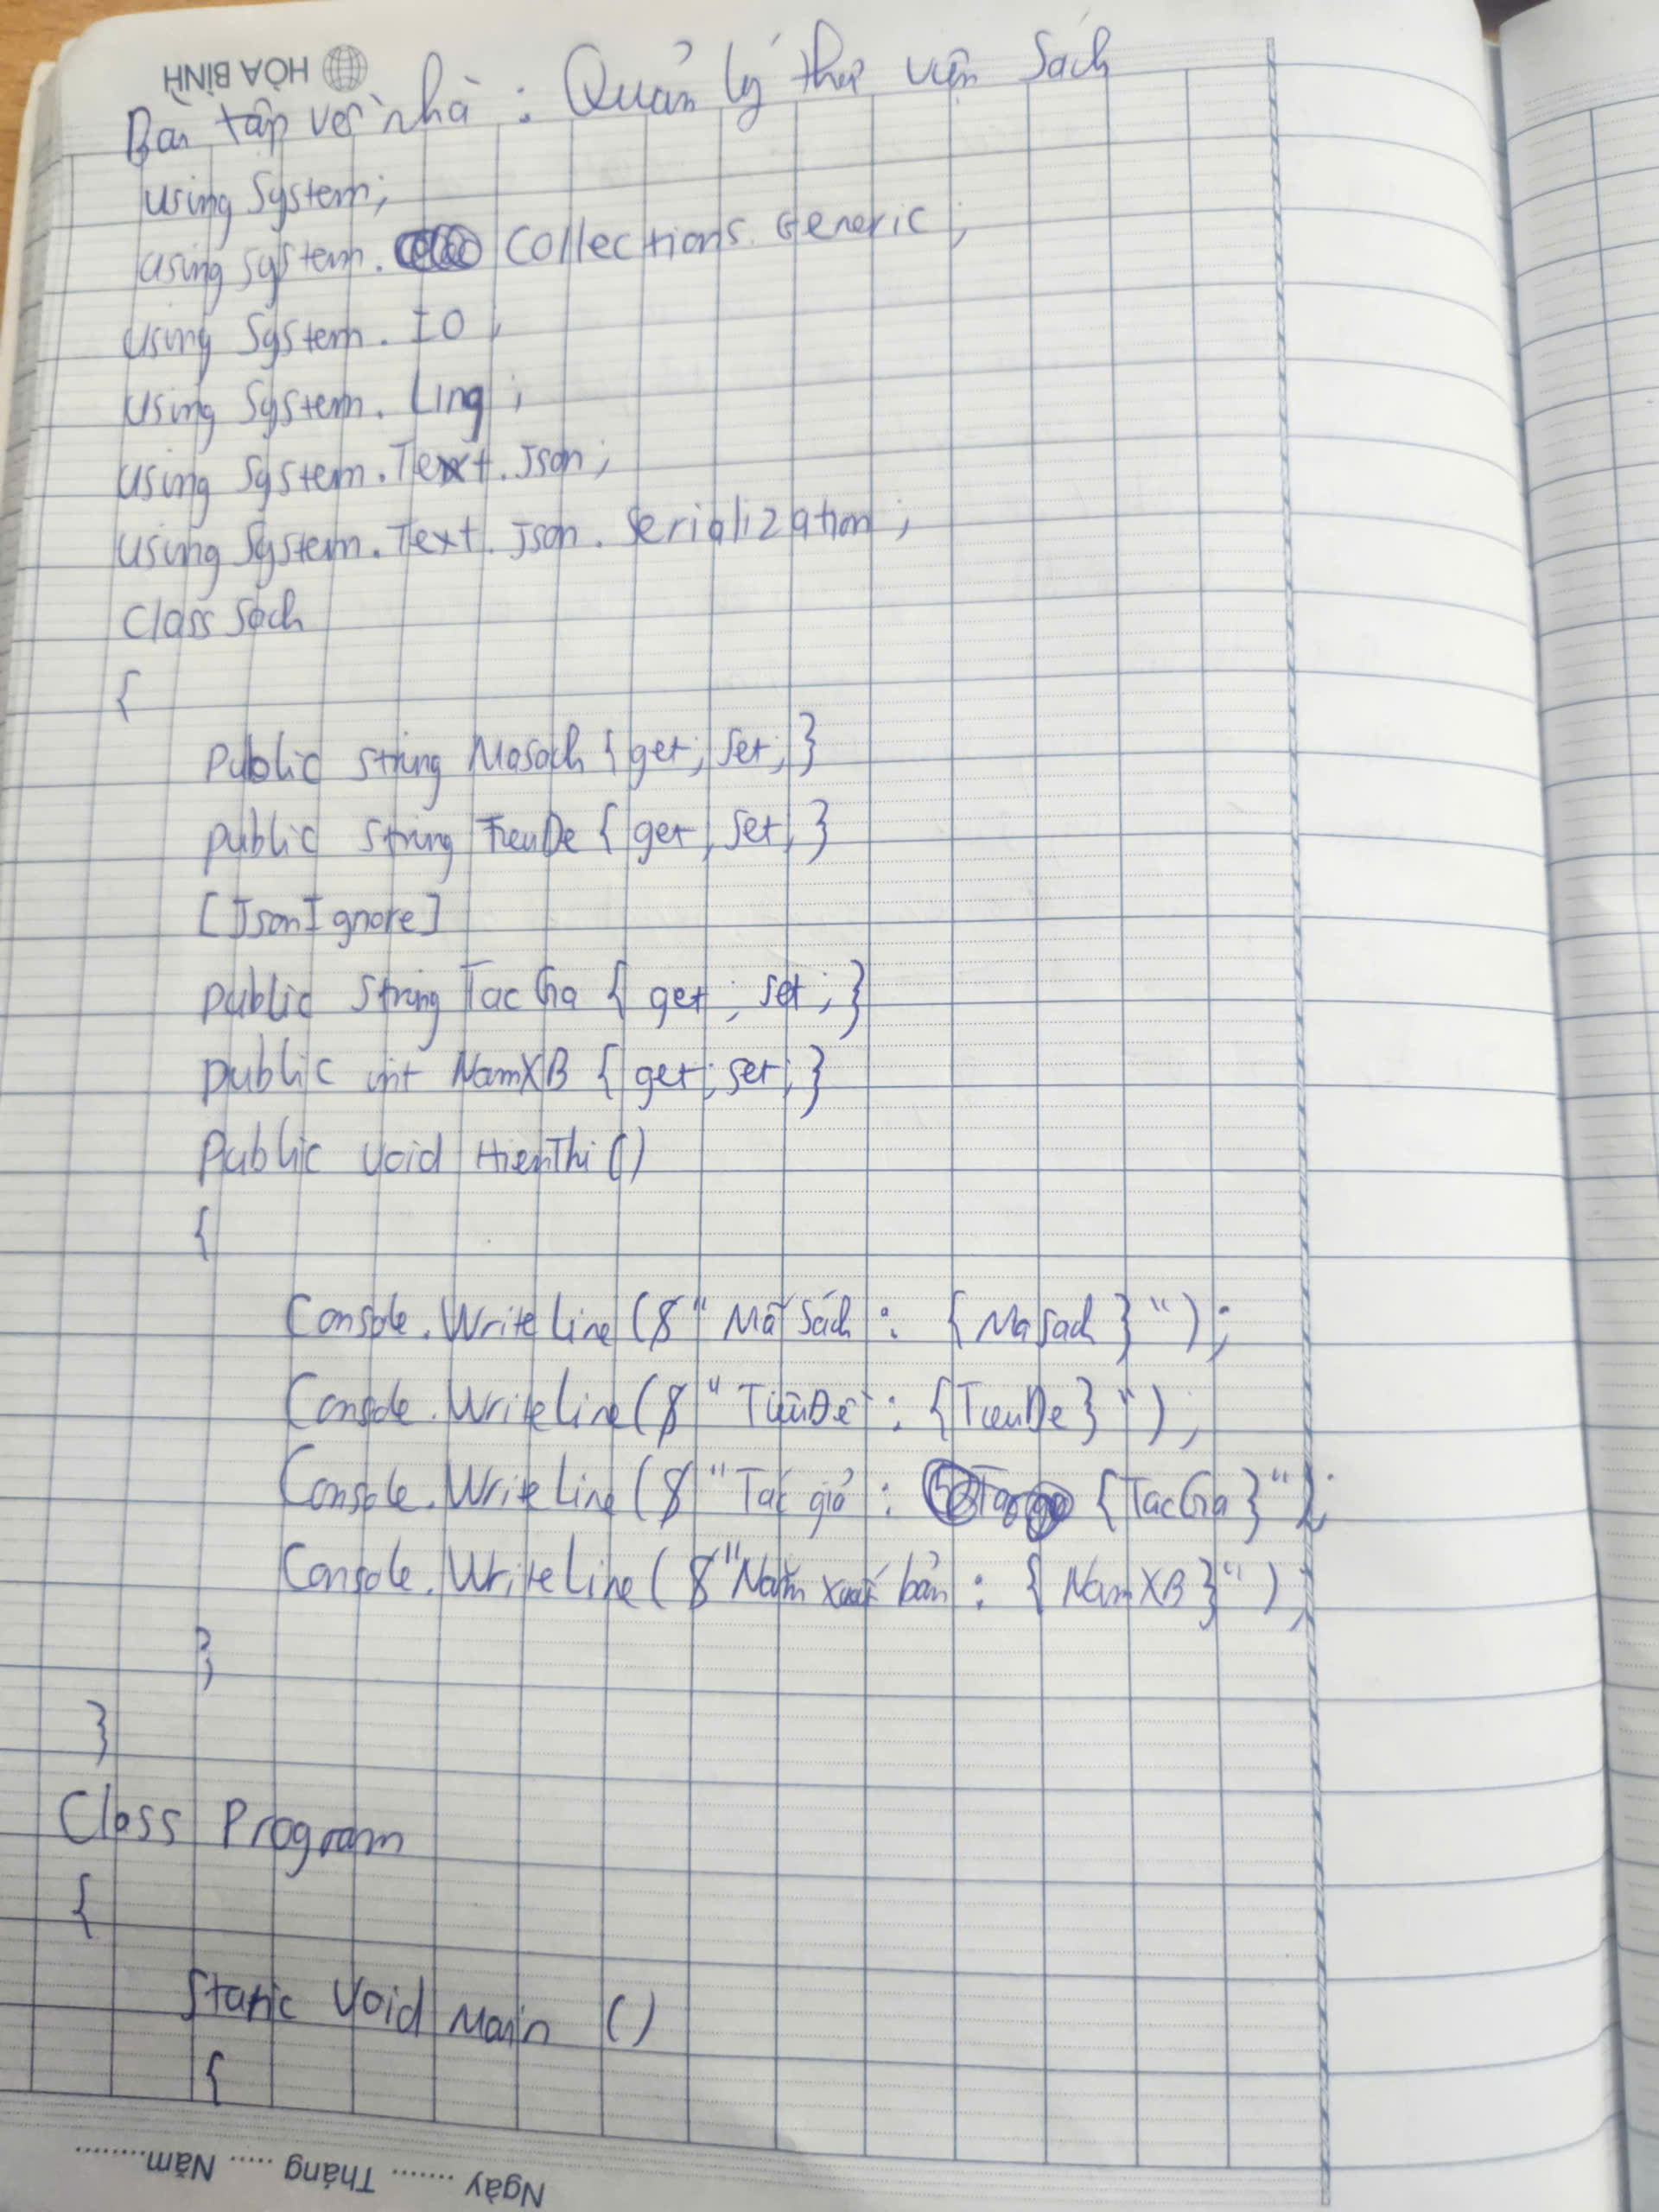 HÒA BÌNH
Bài tập về nhà : Quản lý thư viện Sách
using System;
using System. Collections. Generic;
using System. IO;
using System. Linq;
using System.Text.Json;
using System.Text.Json.Serialization;
Class Sach
{
public string MaSach { get; set; }
public string TieuDe { get; set; }
[JsonIgnore]
public string TacGia { get; set; }
public int NamXB { get; set; }
Public void HienThi ()
{
Console.WriteLine ($"Mã Sách : {MaSach}");
Console.WriteLine ($"Tiêu Đề : {TieuDe}");
Console.WriteLine ($"Tác giả : {TacGia}");
Console.WriteLine ($"Năm xuất bản : {NamXB}");
}
}
Class Program
{
Static Void Main ()
{
Ngày ....... Tháng ..... Năm..........